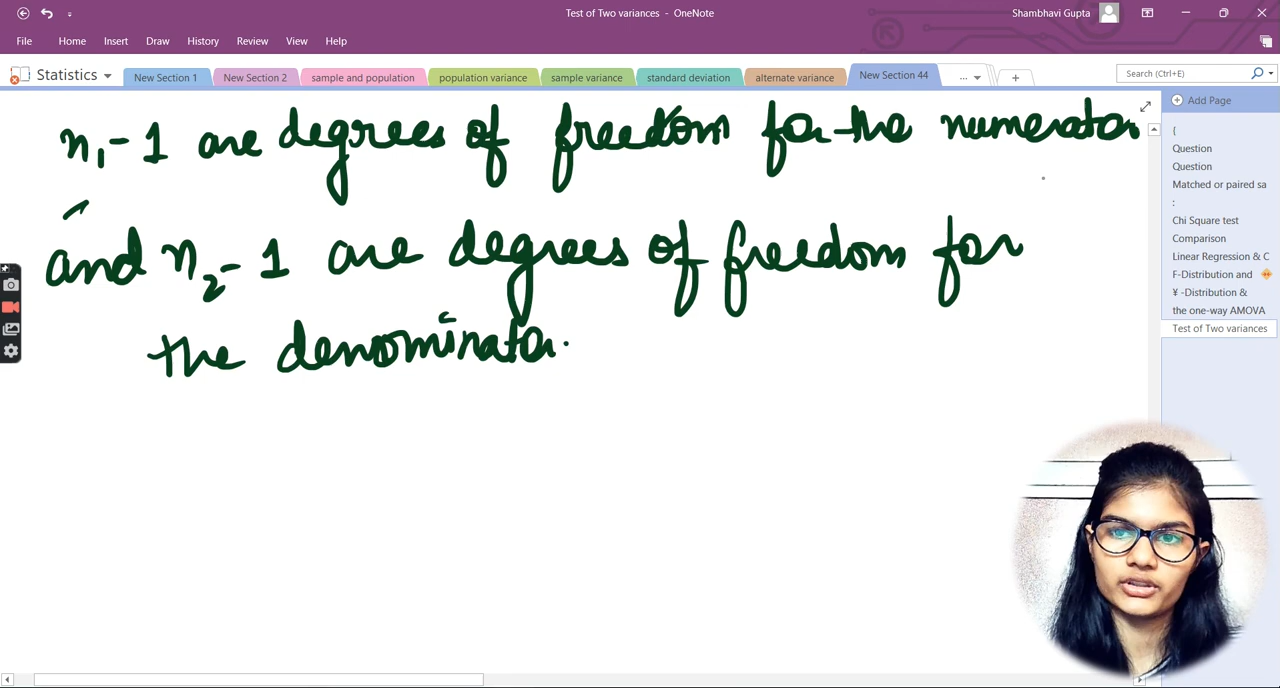 Test of Two variances - OneNote
Shambhavi Gupta
File Home Insert Draw History Review View Help
Statistics
New Section 1
New Section 2
sample and population
population variance
sample variance
standard deviation
alternate variance
New Section 44
...
Search (Ctrl+E)
n₁-1 are degrees of freedom for the numerator
and n₂-1 are degrees of freedom for
the denominator.
Add Page
{
Question
Question
Matched or paired sa
:
Chi Square test
Comparison
Linear Regression & C
F-Distribution and
¥ -Distribution &
the one-way AMOVA
Test of Two variances